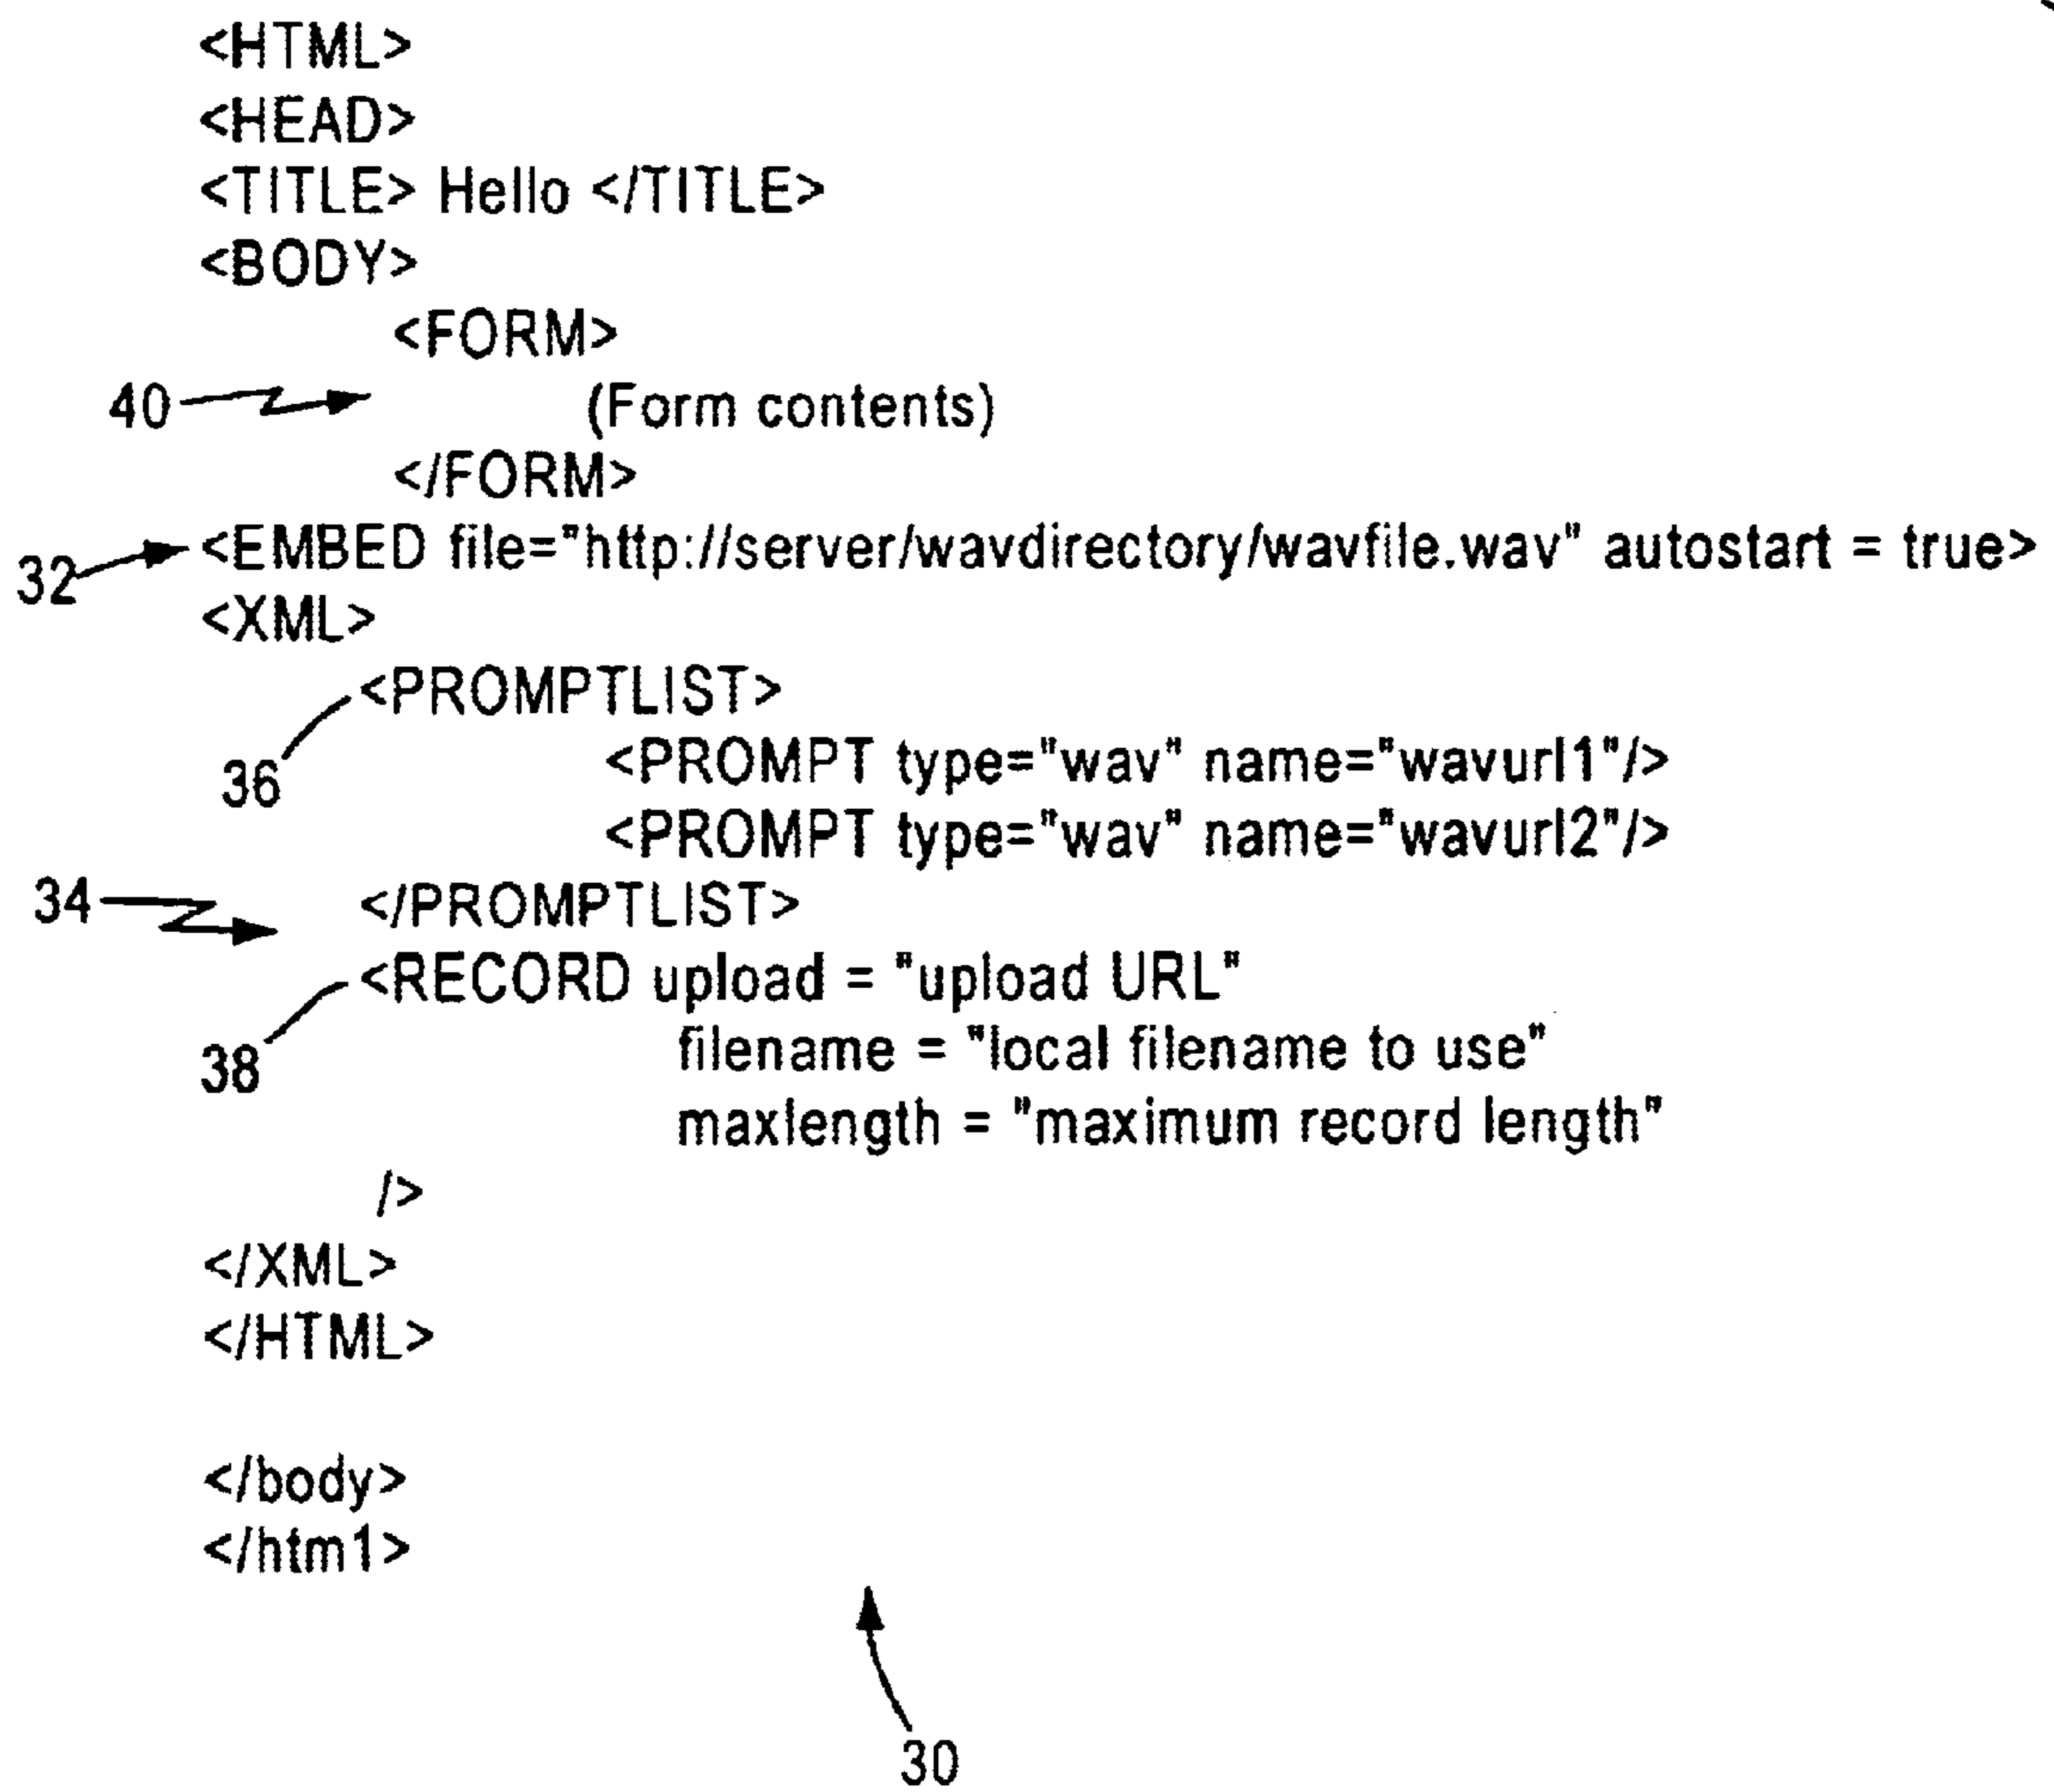 <HTML>
<HEAD>
<TITLE> Hello </TITLE>
<BODY>
<FORM>
40 (Form contents)
</FORM>
32 <EMBED file="http://server/wavdirectory/wavfile.wav" autostart = true>
<XML>
<PROMPTLIST>
36 <PROMPT type="wav" name="wavurl1"/>
<PROMPT type="wav" name="wavurl2"/>
34 </PROMPTLIST>
<RECORD upload = "upload URL"
38 filename = "local filename to use"
maxlength = "maximum record length"
/>
</XML>
</HTML>
</body>
</htm1>
30